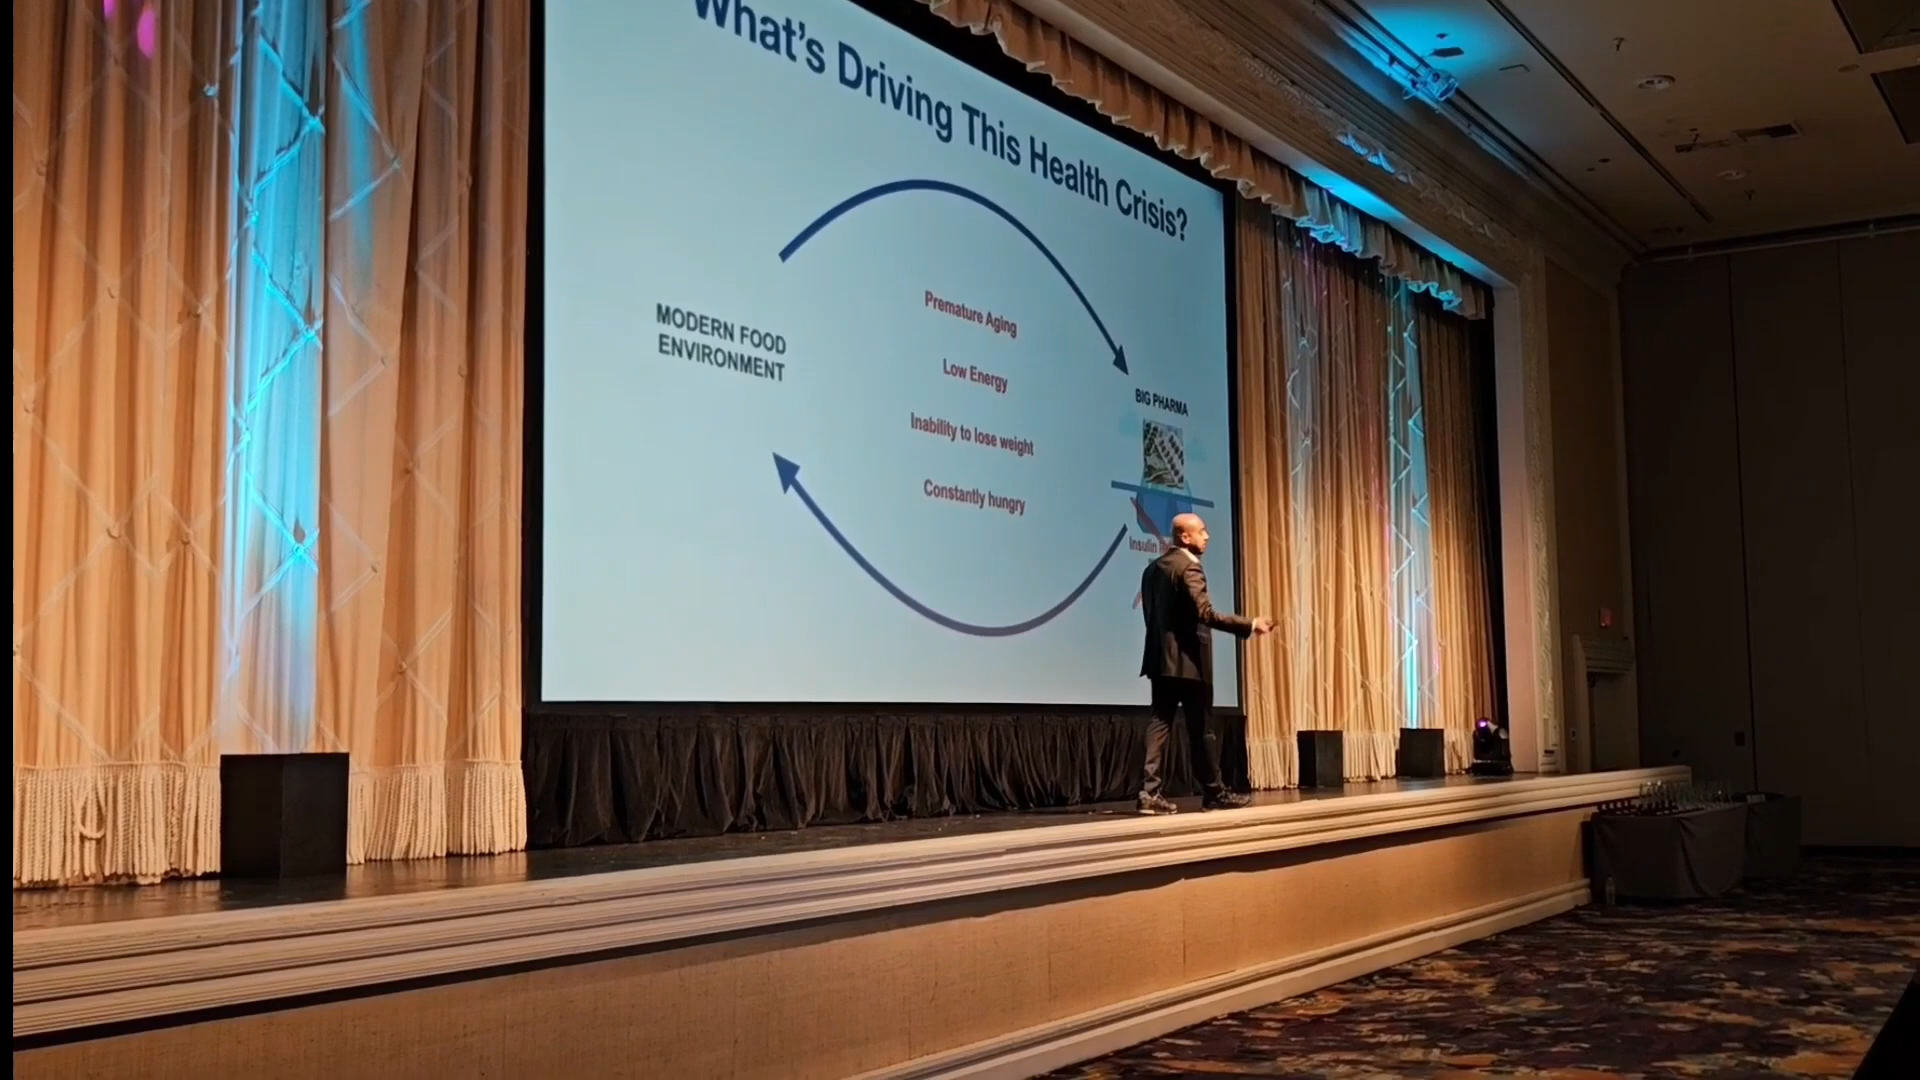 What's Driving This Health Crisis?
Premature Aging
MODERN FOOD
ENVIRONMENT
Low Energy
BIG PHARMA
Inability to lose weight
Constantly hungry
Insulin